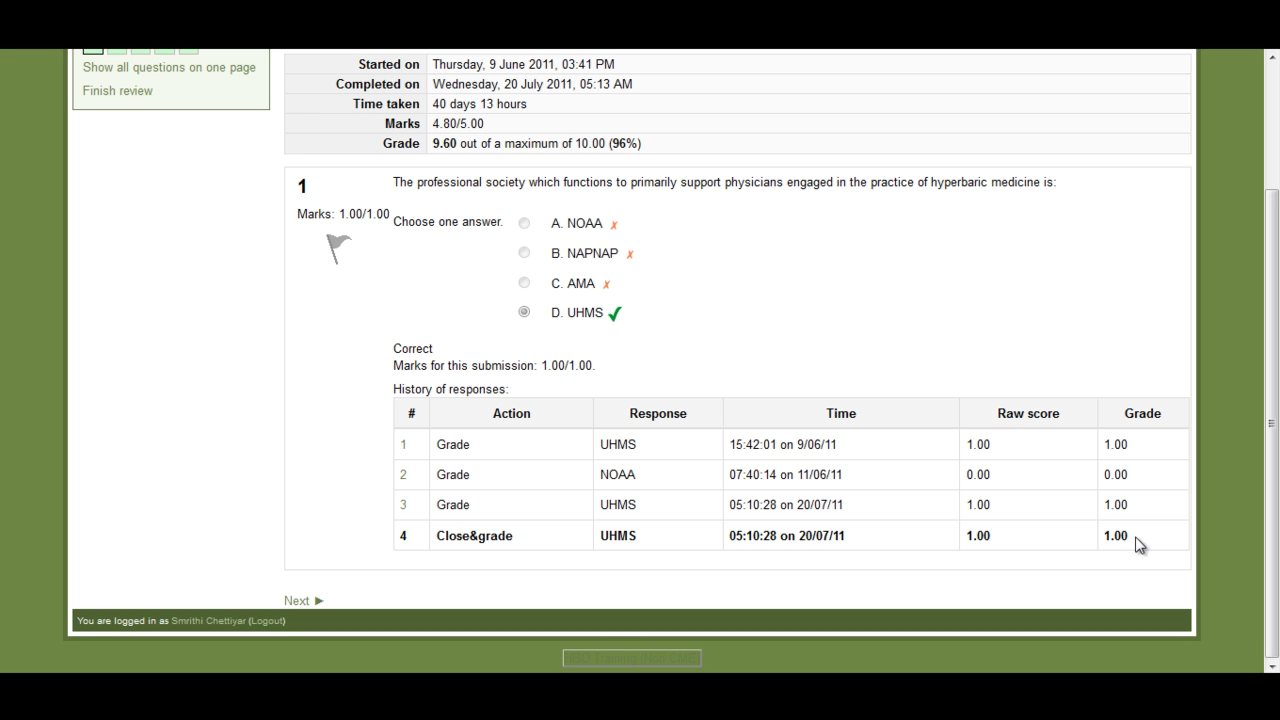 Show all questions on one page
Finish review
Started on Thursday, 9 June 2011, 03:41 PM
Completed on Wednesday, 20 July 2011, 05:13 AM
Time taken 40 days 13 hours
Marks 4.80/5.00
Grade 9.60 out of a maximum of 10.00 (96%)
1
Marks: 1.00/1.00
The professional society which functions to primarily support physicians engaged in the practice of hyperbaric medicine is:
Choose one answer.
A. NOAA ✗
B. NAPNAP ✗
C. AMA ✗
D. UHMS ✓
Correct
Marks for this submission: 1.00/1.00.
History of responses:
# Action Response Time Raw score Grade
1 Grade UHMS 15:42:01 on 9/06/11 1.00 1.00
2 Grade NOAA 07:40:14 on 11/06/11 0.00 0.00
3 Grade UHMS 05:10:28 on 20/07/11 1.00 1.00
4 Close&grade UHMS 05:10:28 on 20/07/11 1.00 1.00
Next ►
You are logged in as Smrithi Chettiyar (Logout)